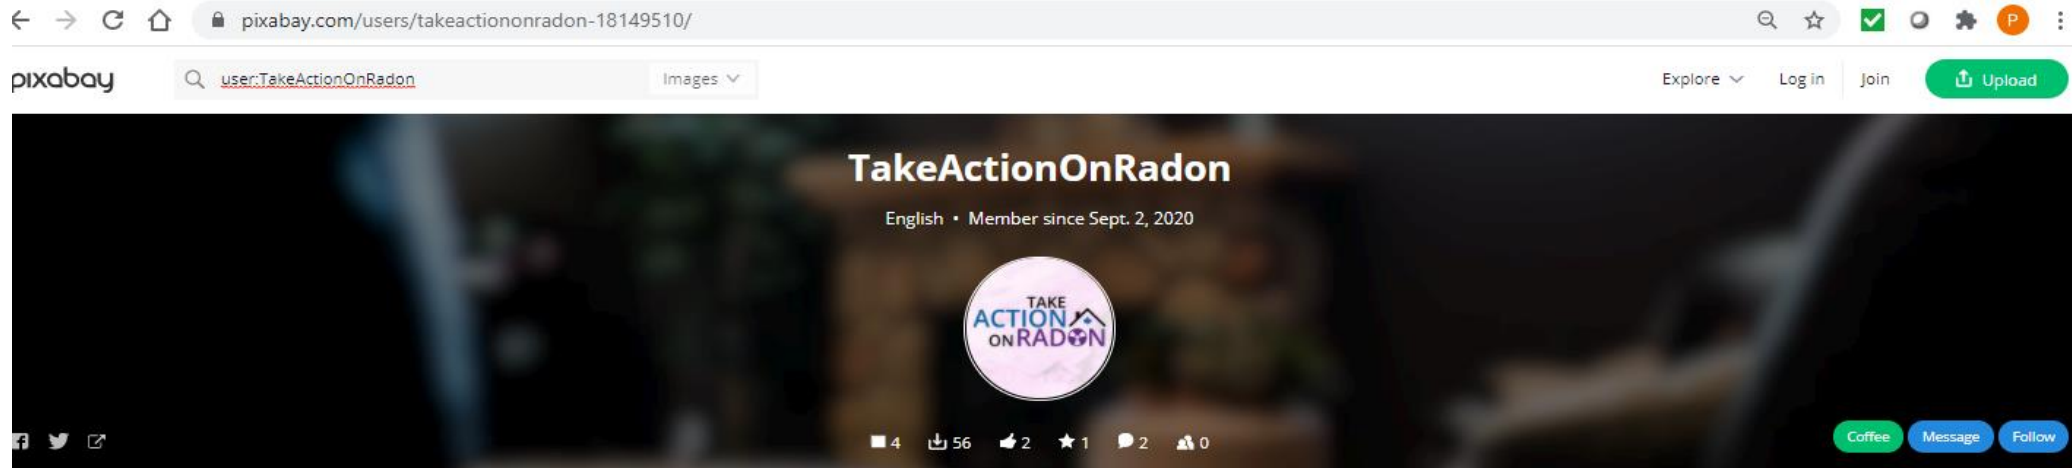 pixabay.com/users/takeactiononradon-18149510/
P
pixabay
user:TakeActionOnRadon
Images
Explore
Log in
Join
Upload
TakeActionOnRadon
English • Member since Sept. 2, 2020
TAKE
ACTION
ON RADON
4 56 2 1 2 0
Coffee
Message
Follow